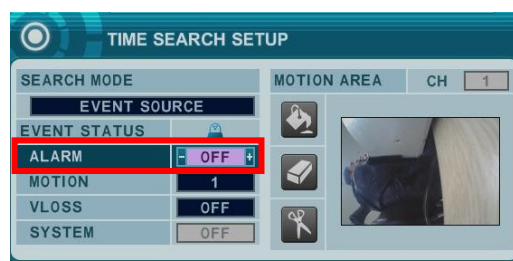 TIME SEARCH SETUP
SEARCH MODE
EVENT SOURCE
EVENT STATUS
ALARM - OFF +
MOTION 1
VLOSS OFF
SYSTEM OFF
MOTION AREA CH 1